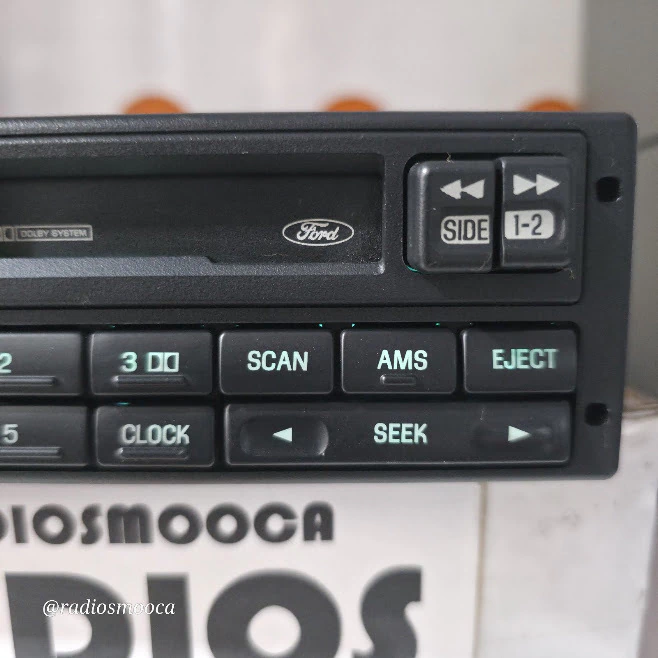 DOLBY SYSTEM
Ford
SIDE 1-2
2 3 SCAN AMS EJECT
5 CLOCK SEEK
DIOSMOOCA
DIOS
@radiosmooca